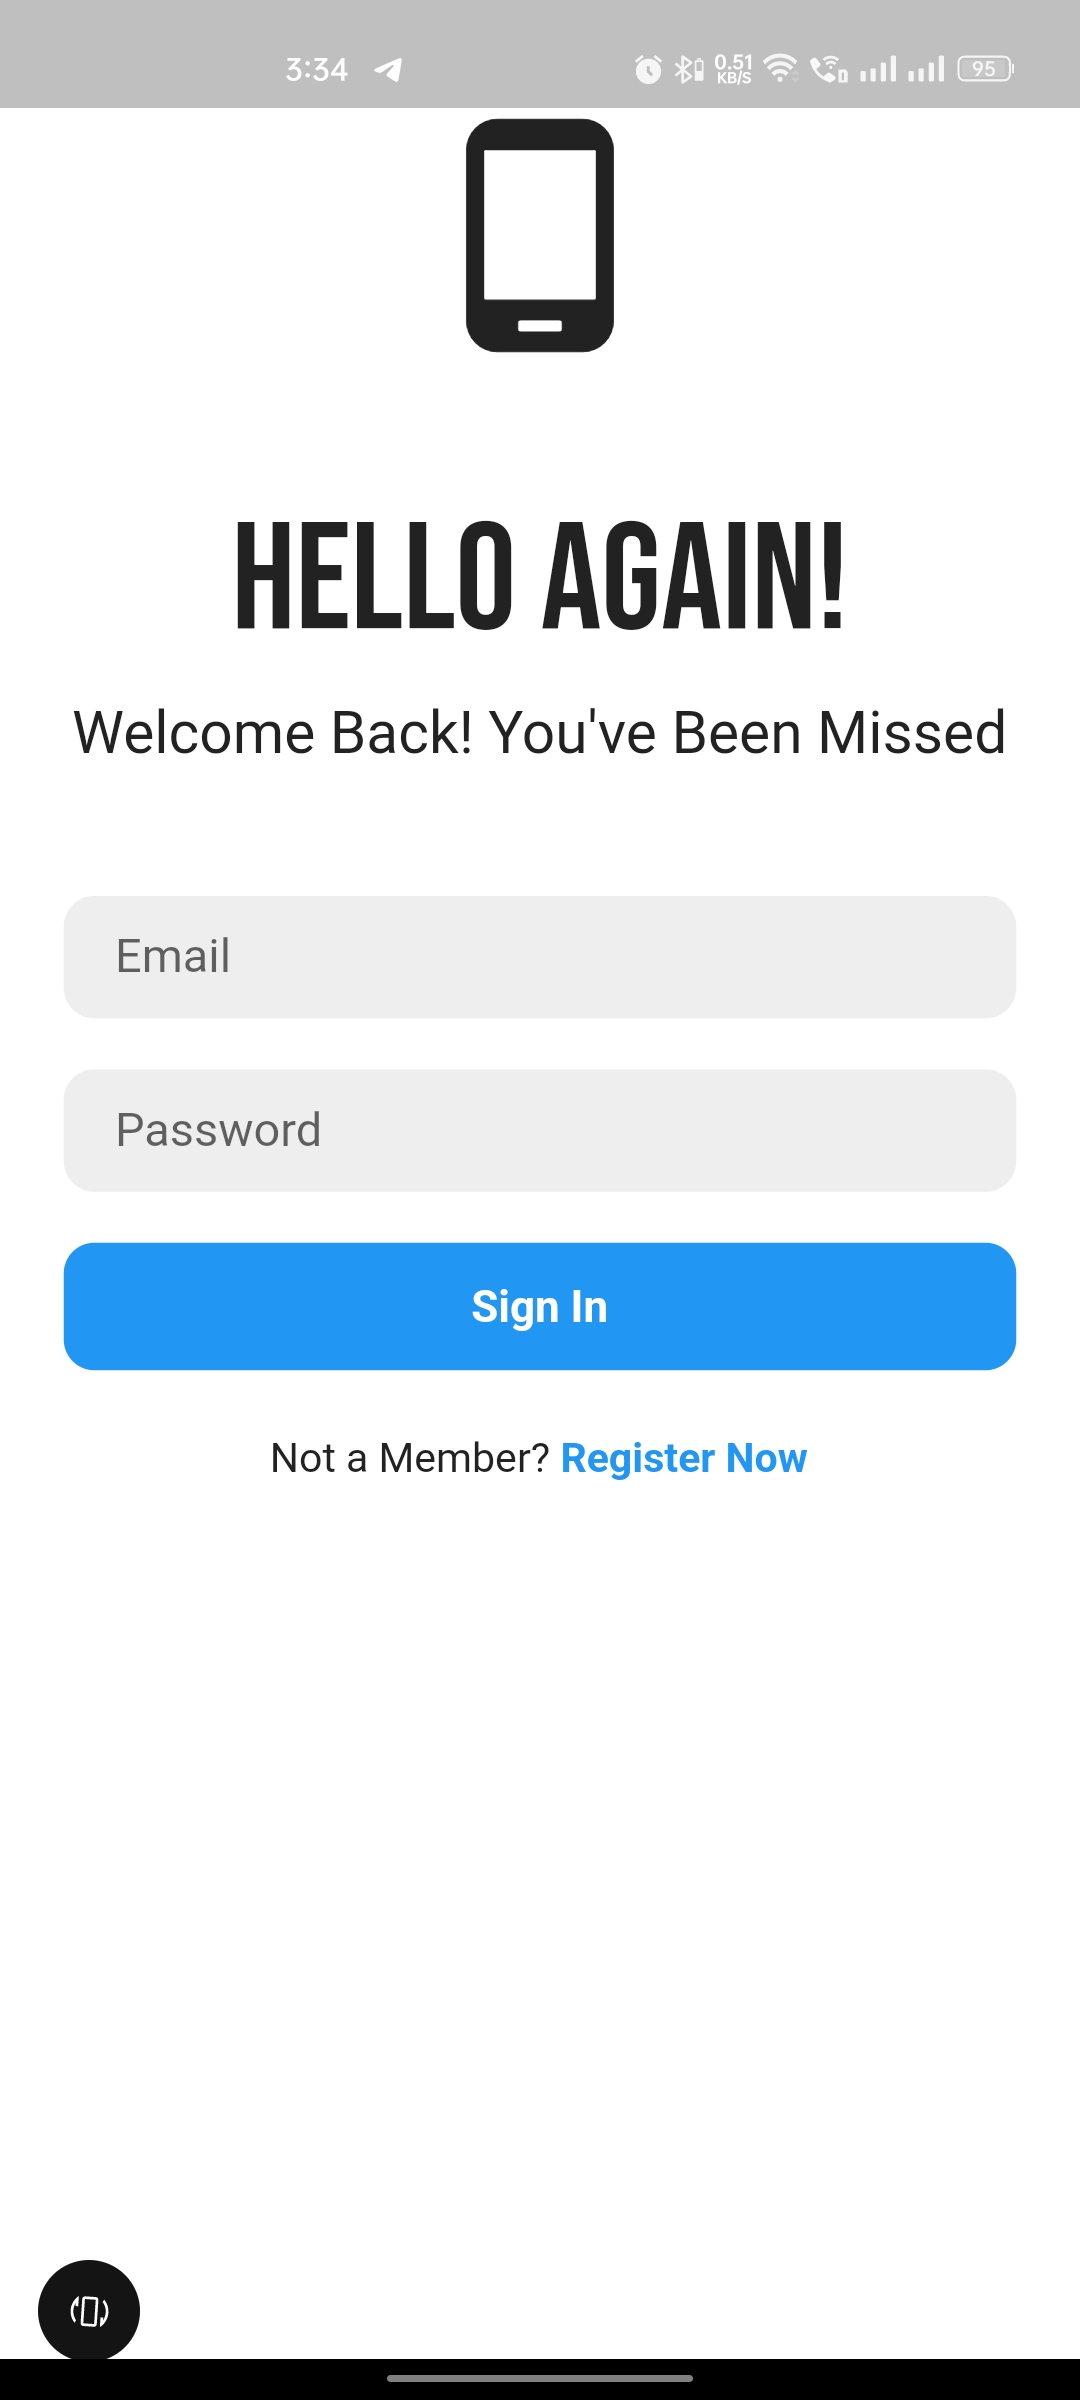 3:34 0.51 KB/S 95
HELLO AGAIN!
Welcome Back! You've Been Missed
Email
Password
Sign In
Not a Member? Register Now